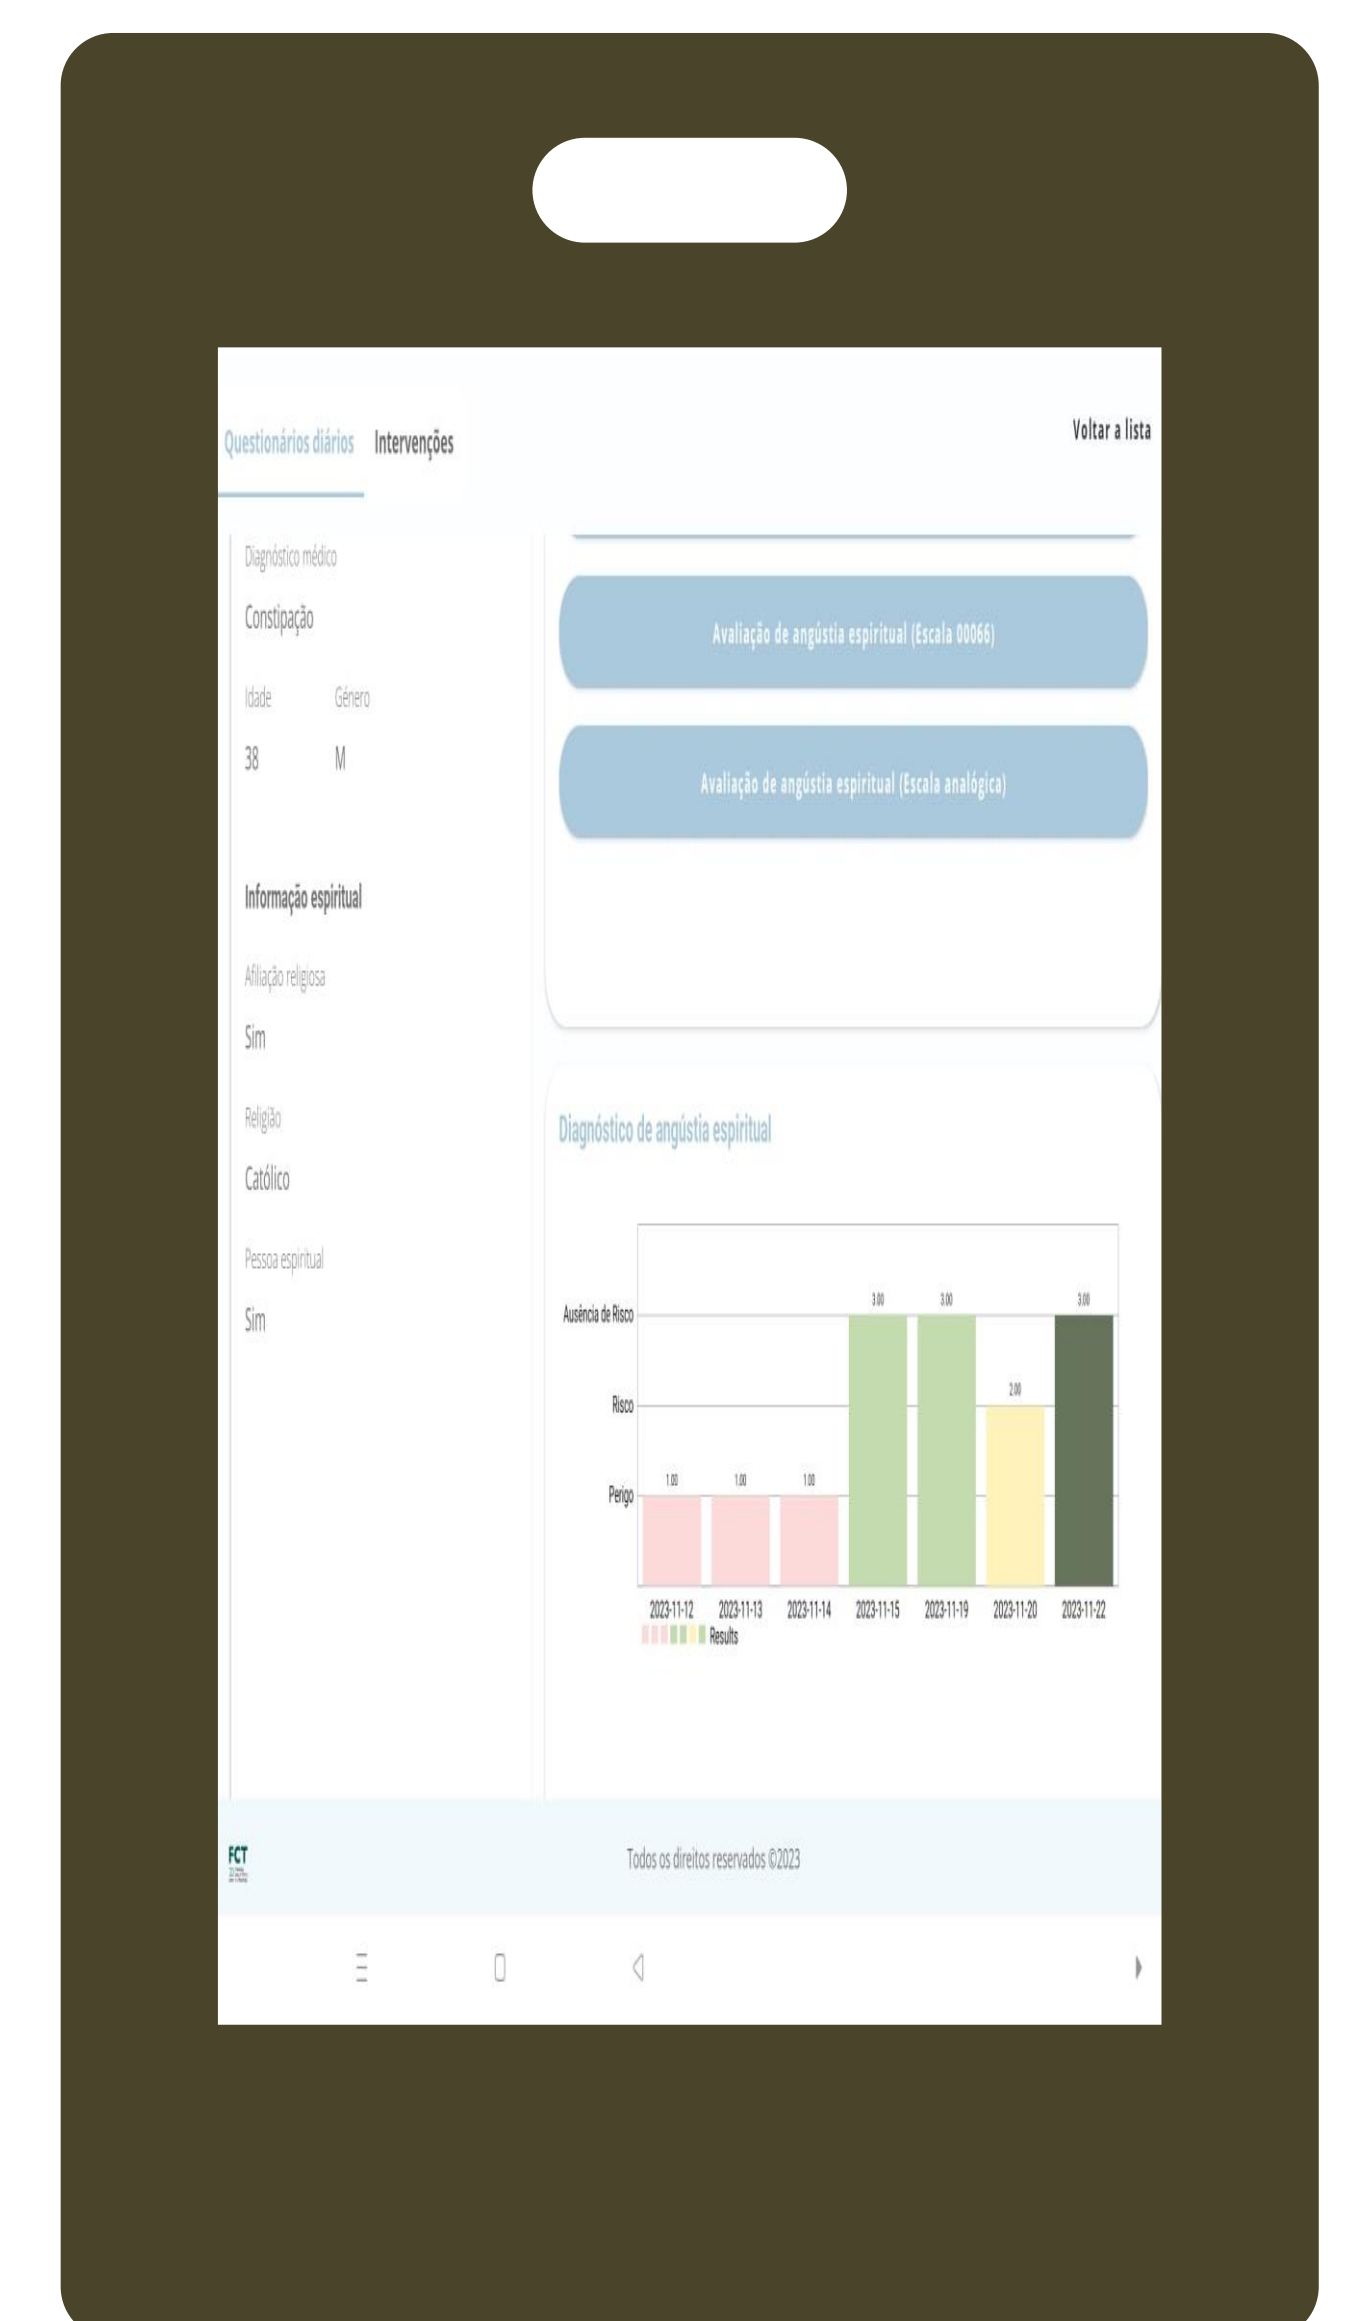 Questionários diários
Intervenções
Voltar a lista
Diagnóstico médico
Constipação
Idade Género
38 M
Informação espiritual
Afiliação religiosa
Sim
Religião
Católico
Pessoa espiritual
Sim
Avaliação de angústia espiritual (Escala 00066)
Avaliação de angústia espiritual (Escala analógica)
Diagnóstico de angústia espiritual
Ausência de Risco
Risco
Perigo
1.00 1.00 1.00 3.00 3.00 2.00 3.00
2023-11-12 2023-11-13 2023-11-14 2023-11-15 2023-11-19 2023-11-20 2023-11-22
Results
FCT
Todos os direitos reservados ©2023